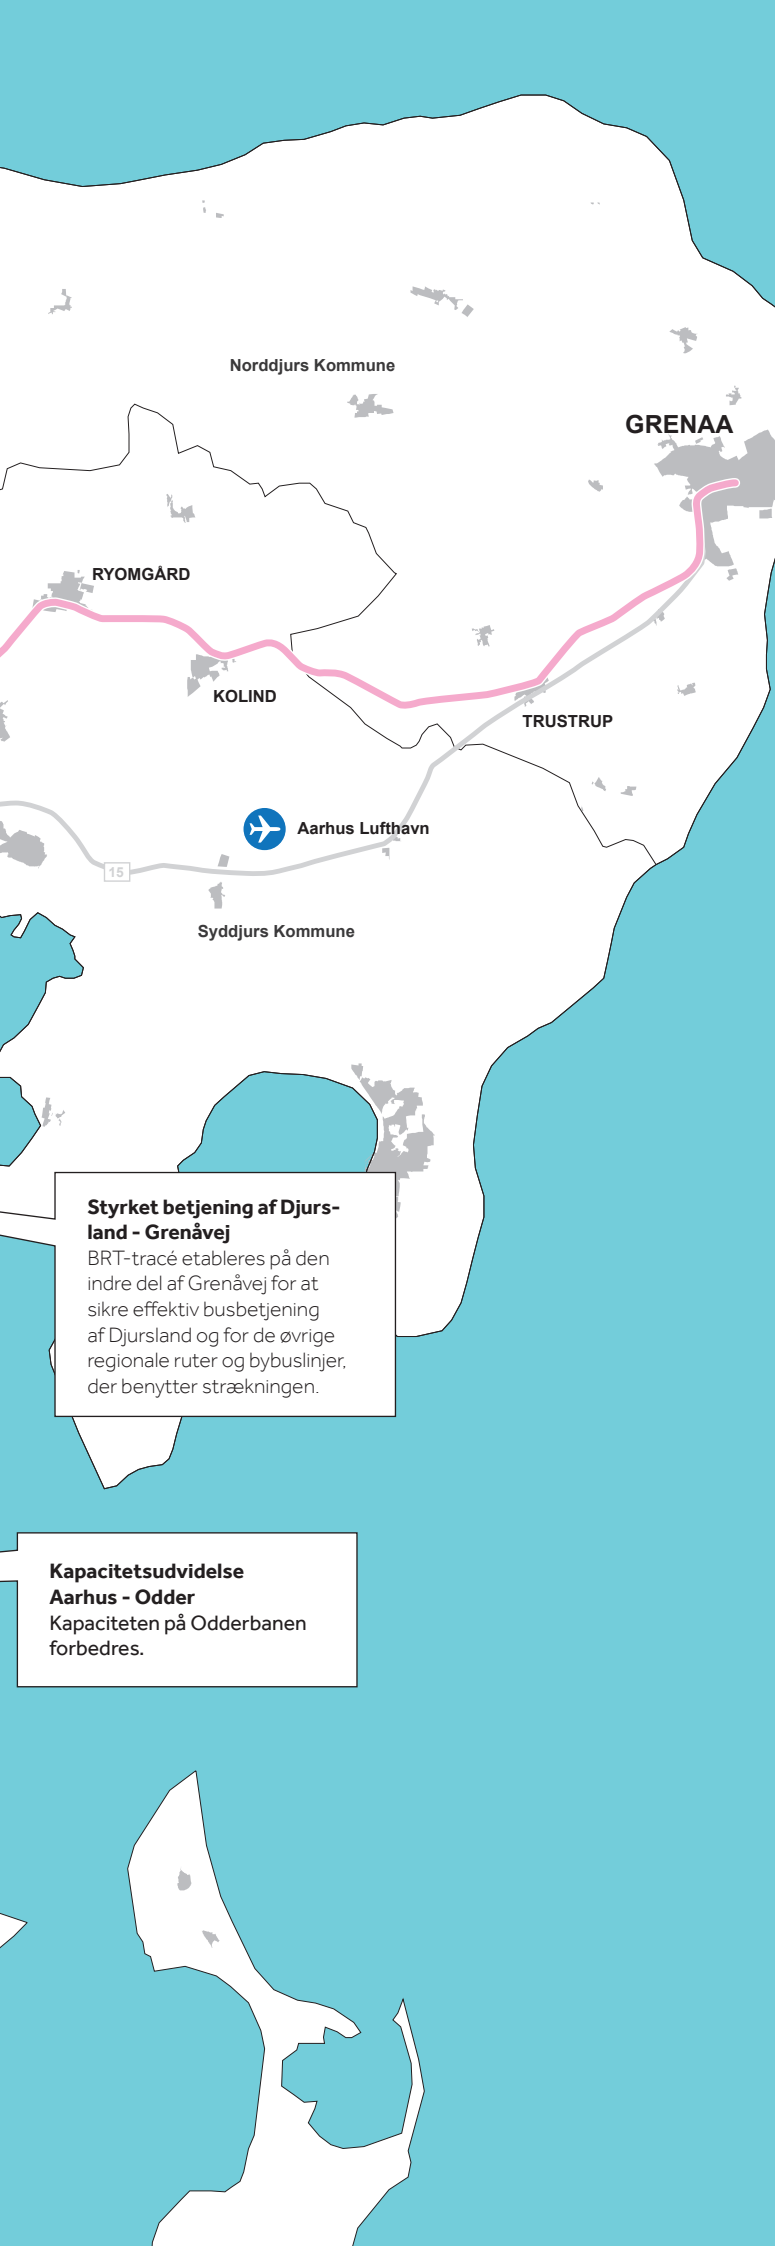 Norddjurs Kommune
GRENAA
RYOMGÅRD
KOLIND
TRUSTRUP
Aarhus Lufthavn
15
Syddjurs Kommune
Styrket betjening af Djurs-
land - Grenåvej
BRT-tracé etableres på den
indre del af Grenåvej for at
sikre effektiv busbetjening
af Djursland og for de øvrige
regionale ruter og bybuslinjer,
der benytter strækningen.
Kapacitetsudvidelse
Aarhus - Odder
Kapaciteten på Odderbanen
forbedres.